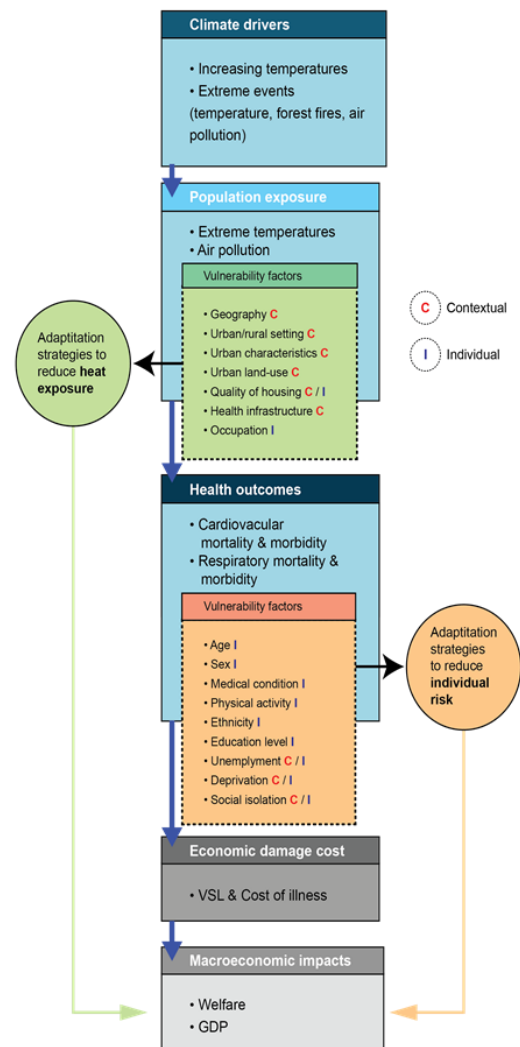 Climate drivers
• Increasing temperatures
• Extreme events
(temperature, forest fires, air
pollution)
Population exposure
• Extreme temperatures
• Air pollution
Vulnerability factors
• Geography C
• Urban/rural setting C
• Urban characteristics C
• Urban land-use C
• Quality of housing C / I
• Health infrastructure C
• Occupation I
C Contextual
I Individual
Adaptitation
strategies to
reduce heat
exposure
Health outcomes
• Cardiovacular
mortality & morbidity
• Respiratory mortality &
morbidity
Vulnerability factors
• Age I
• Sex I
• Medical condition I
• Physical activity I
• Ethnicity I
• Education level I
• Unemplyment C / I
• Deprivation C / I
• Social isolation C / I
Adaptitation
strategies
to reduce
individual
risk
Economic damage cost
• VSL & Cost of illness
Macroeconomic impacts
• Welfare
• GDP